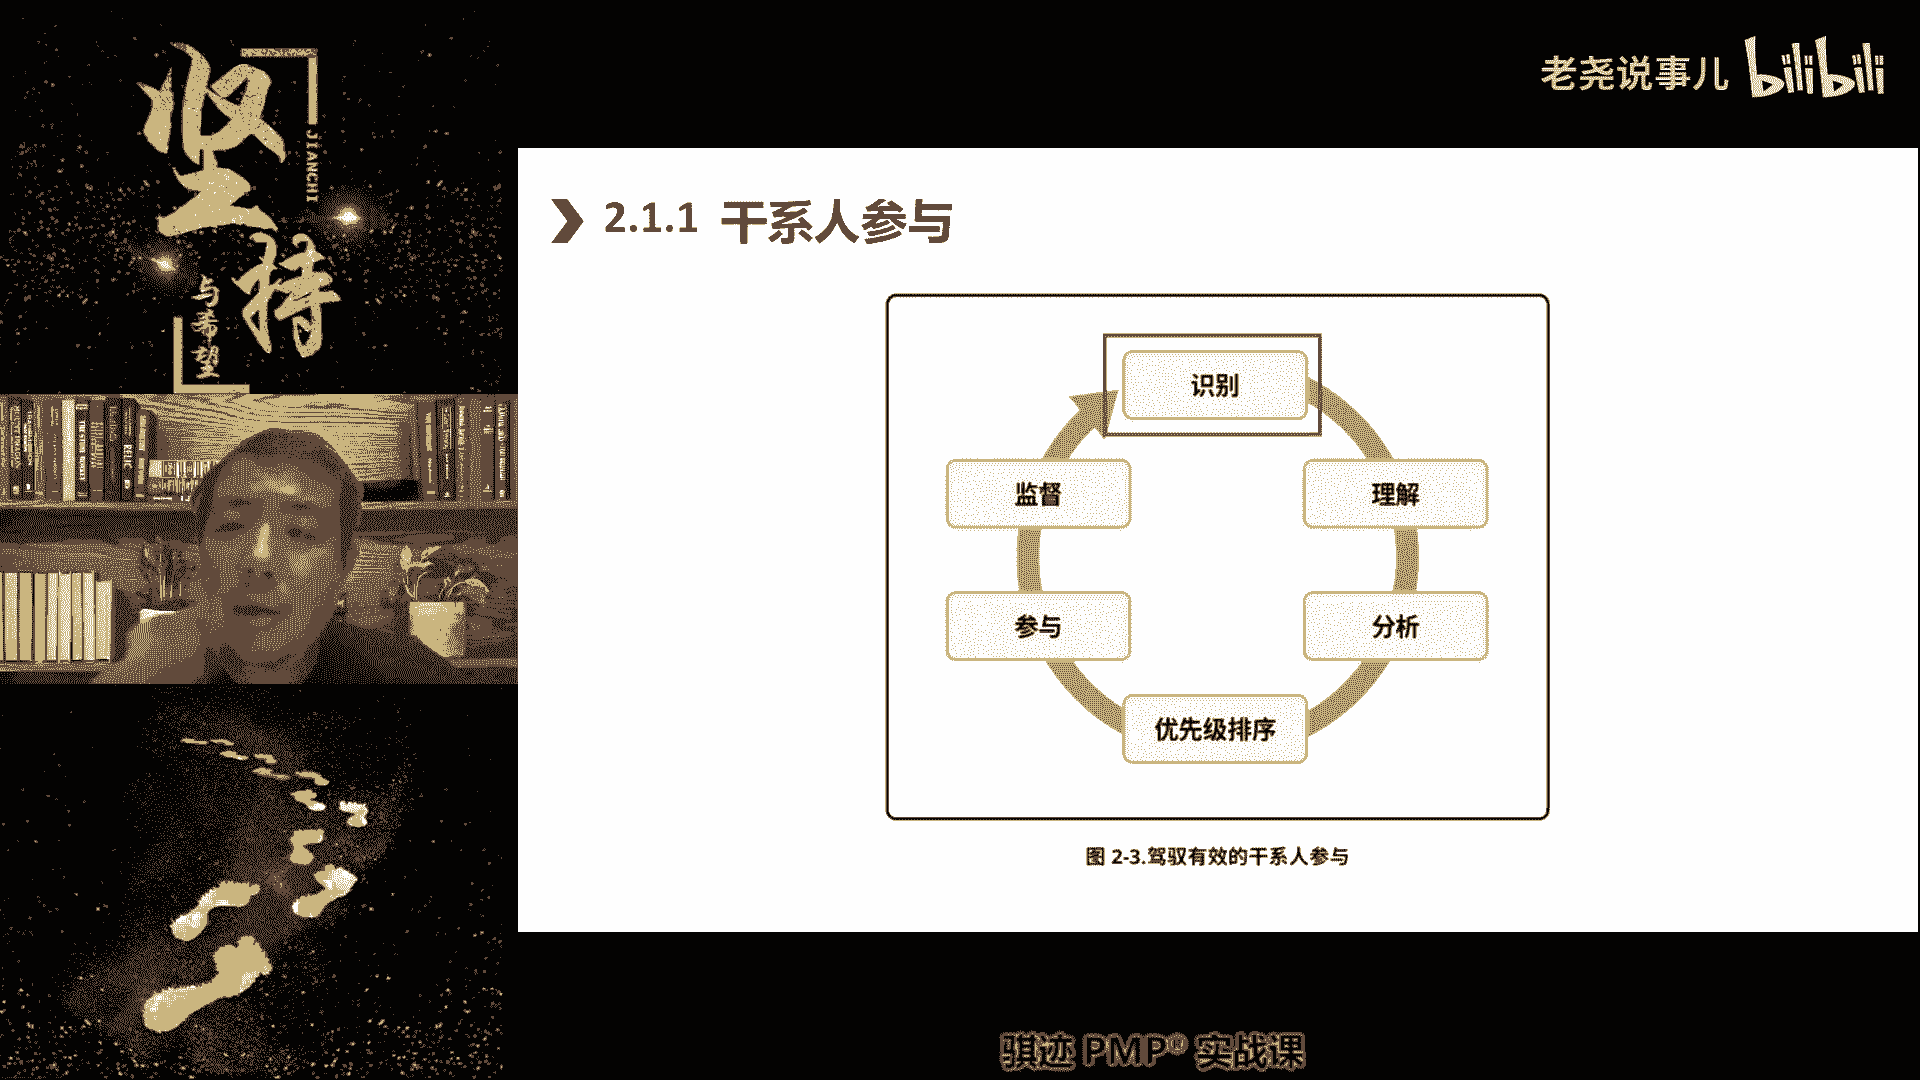 坚持
JIANCHI
与希望
老尧说事儿 bilibili
2.1.1 干系人参与
识别
监督
理解
参与
分析
优先级排序
图 2-3.驾驭有效的干系人参与
骐迹 PMP® 实战课